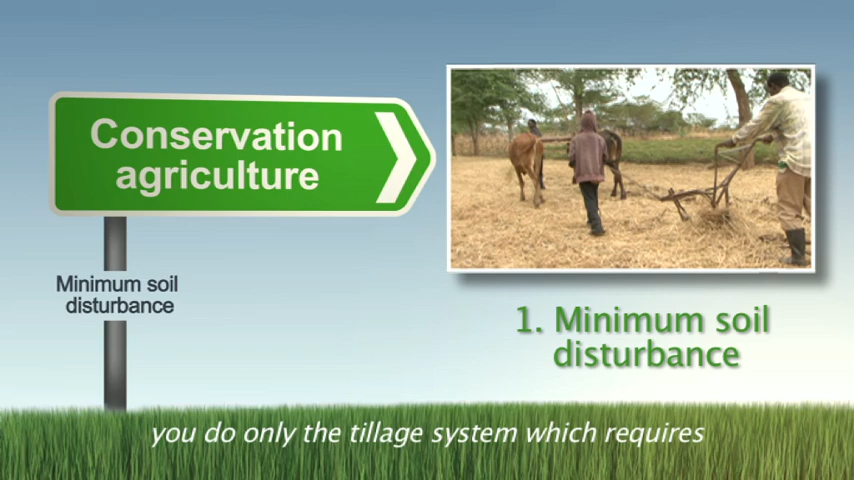 Conservation
agriculture
Minimum soil
disturbance
1. Minimum soil
disturbance
you do only the tillage system which requires